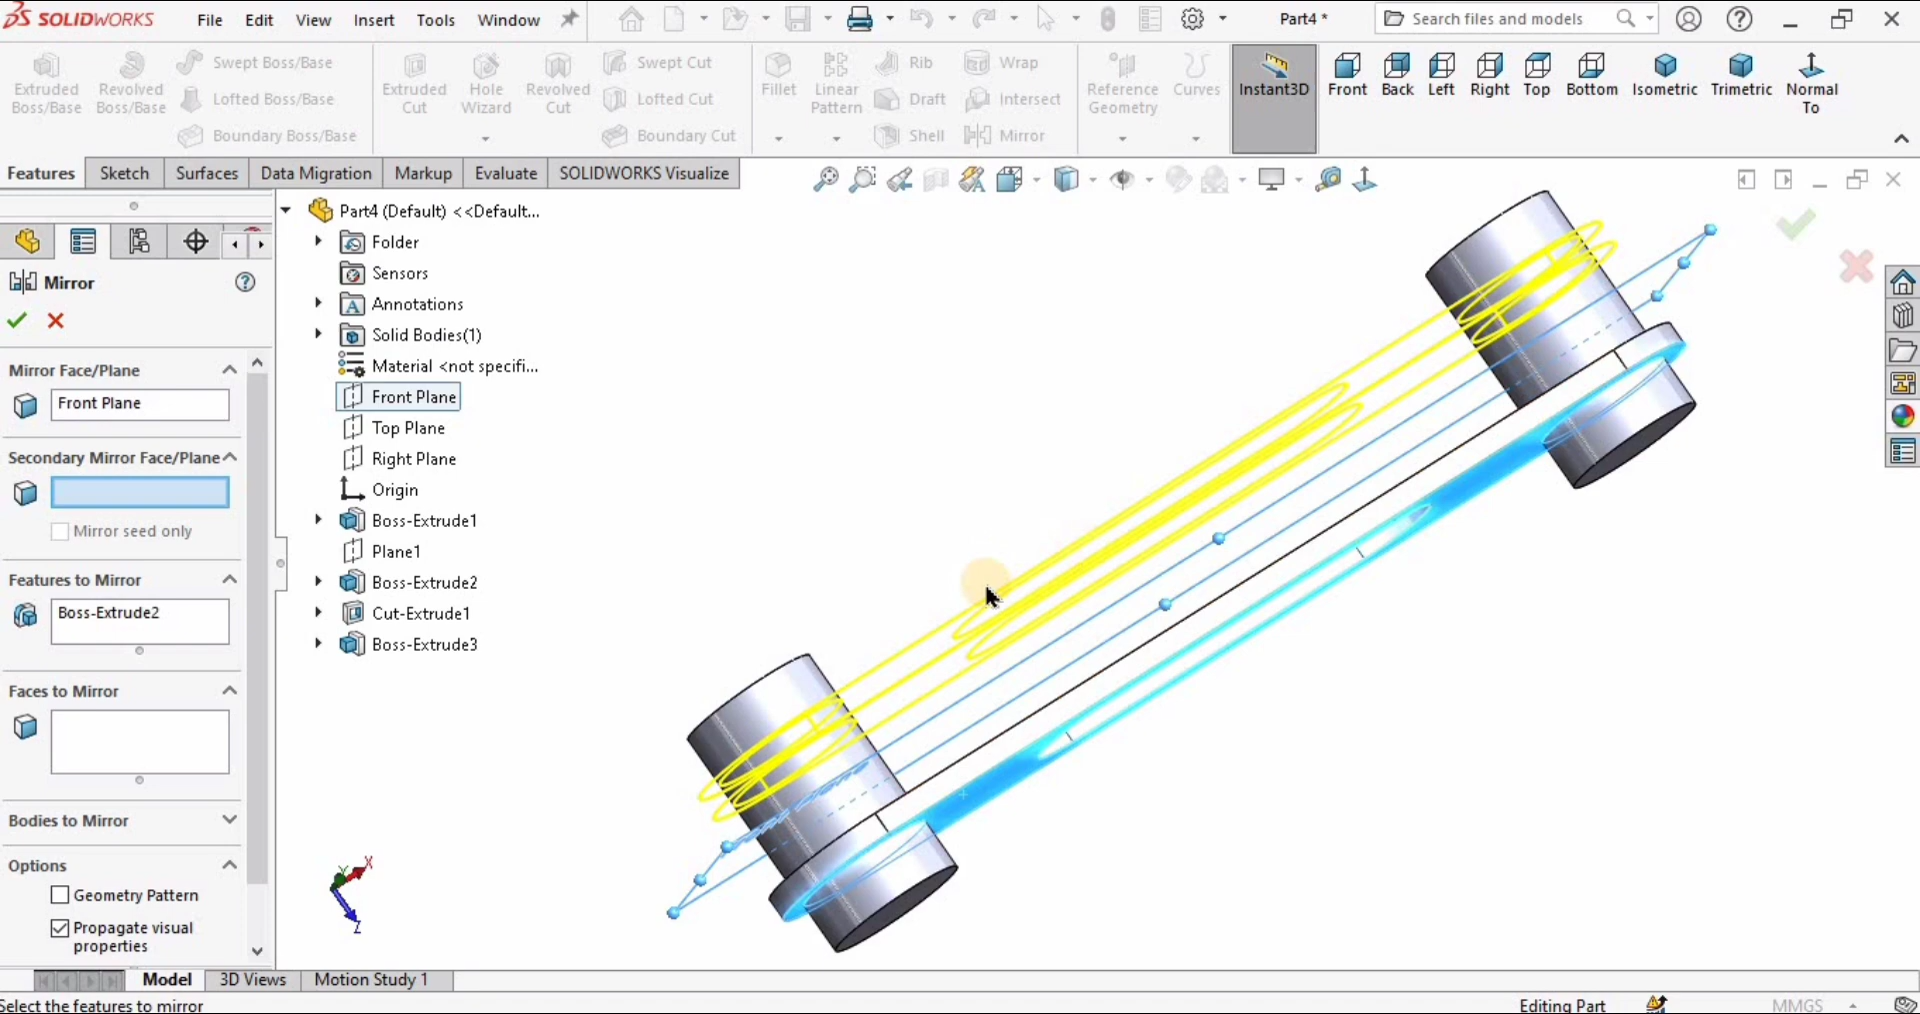 SOLIDWORKS File Edit View Insert Tools Window Part4 * Search files and models
Extruded Boss/Base
Revolved Boss/Base
Swept Boss/Base
Lofted Boss/Base
Boundary Boss/Base
Extruded Cut
Hole Wizard
Revolved Cut
Swept Cut
Lofted Cut
Boundary Cut
Fillet
Linear Pattern
Rib
Draft
Shell
Wrap
Intersect
Mirror
Reference Geometry
Curves
Instant3D
Front Back Left Right Top Bottom Isometric Trimetric Normal To
Features Sketch Surfaces Data Migration Markup Evaluate SOLIDWORKS Visualize
Mirror
Mirror Face/Plane
Front Plane
Secondary Mirror Face/Plane
Mirror seed only
Features to Mirror
Boss-Extrude2
Faces to Mirror
Bodies to Mirror
Options
Geometry Pattern
Propagate visual
properties
Part4 (Default) <<Default...
Folder
Sensors
Annotations
Solid Bodies(1)
Material <not specifi...
Front Plane
Top Plane
Right Plane
Origin
Boss-Extrude1
Plane1
Boss-Extrude2
Cut-Extrude1
Boss-Extrude3
X
Y
Z
Model 3D Views Motion Study 1
Select the features to mirror Editing Part MMGS